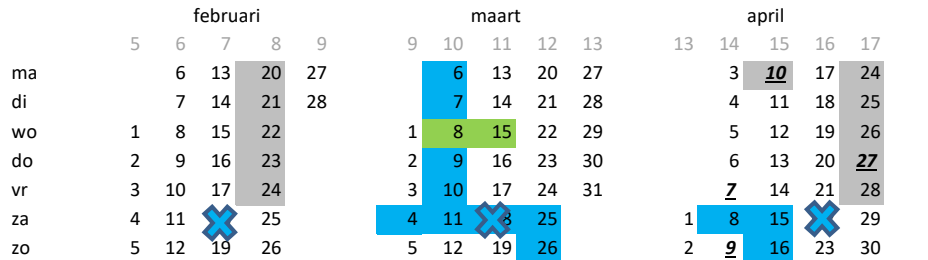 februari maart april
5 6 7 8 9 9 10 11 12 13 13 14 15 16 17
ma 6 13 20 27 6 13 20 27 3 10 17 24
di 7 14 21 28 7 14 21 28 4 11 18 25
wo 1 8 15 22 1 8 15 22 29 5 12 19 26
do 2 9 16 23 2 9 16 23 30 6 13 20 27
vr 3 10 17 24 3 10 17 24 31 7 14 21 28
za 4 11 25 4 11 25 1 8 15 29
zo 5 12 19 26 5 12 19 26 2 9 16 23 30